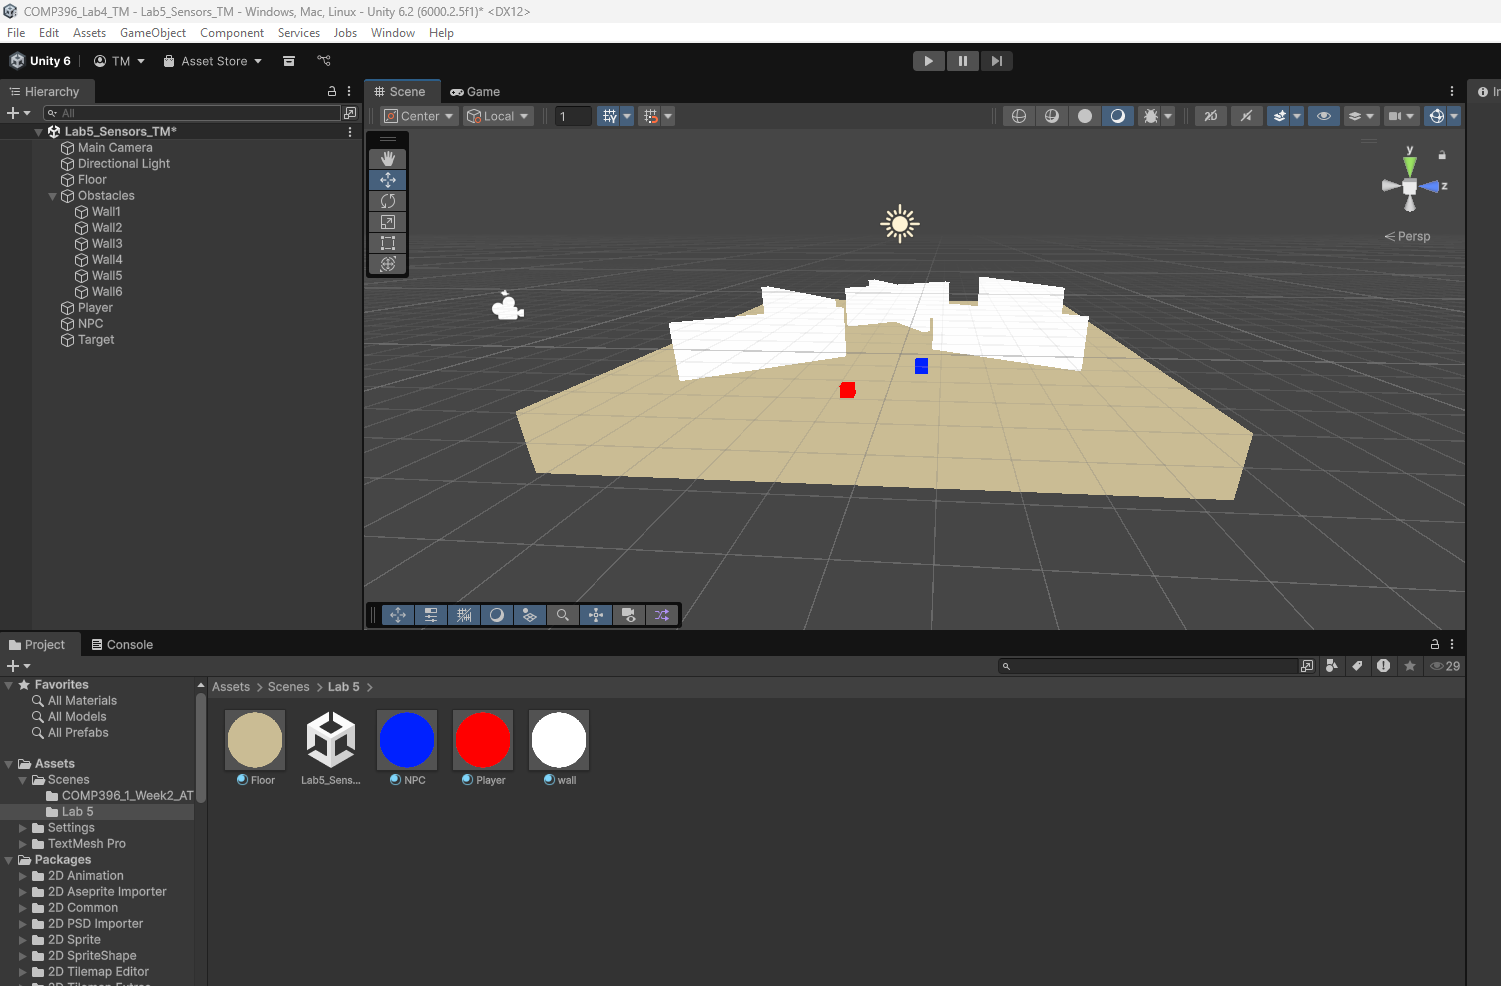 COMP396_Lab4_TM - Lab5_Sensors_TM - Windows, Mac, Linux - Unity 6.2 (6000.2.5f1)* <DX12>
File Edit Assets GameObject Component Services Jobs Window Help
Unity 6 TM Asset Store
Hierarchy
All
Lab5_Sensors_TM*
Main Camera
Directional Light
Floor
Obstacles
Wall1
Wall2
Wall3
Wall4
Wall5
Wall6
Player
NPC
Target
Scene Game
Center Local 1
2D
y
z
Persp
Project Console
29
Favorites
All Materials
All Models
All Prefabs
Assets
Scenes
COMP396_1_Week2_AT
Lab 5
Settings
TextMesh Pro
Packages
2D Animation
2D Aseprite Importer
2D Common
2D PSD Importer
2D Sprite
2D SpriteShape
2D Tilemap Editor
Assets > Scenes > Lab 5 >
Floor Lab5_Sens... NPC Player wall